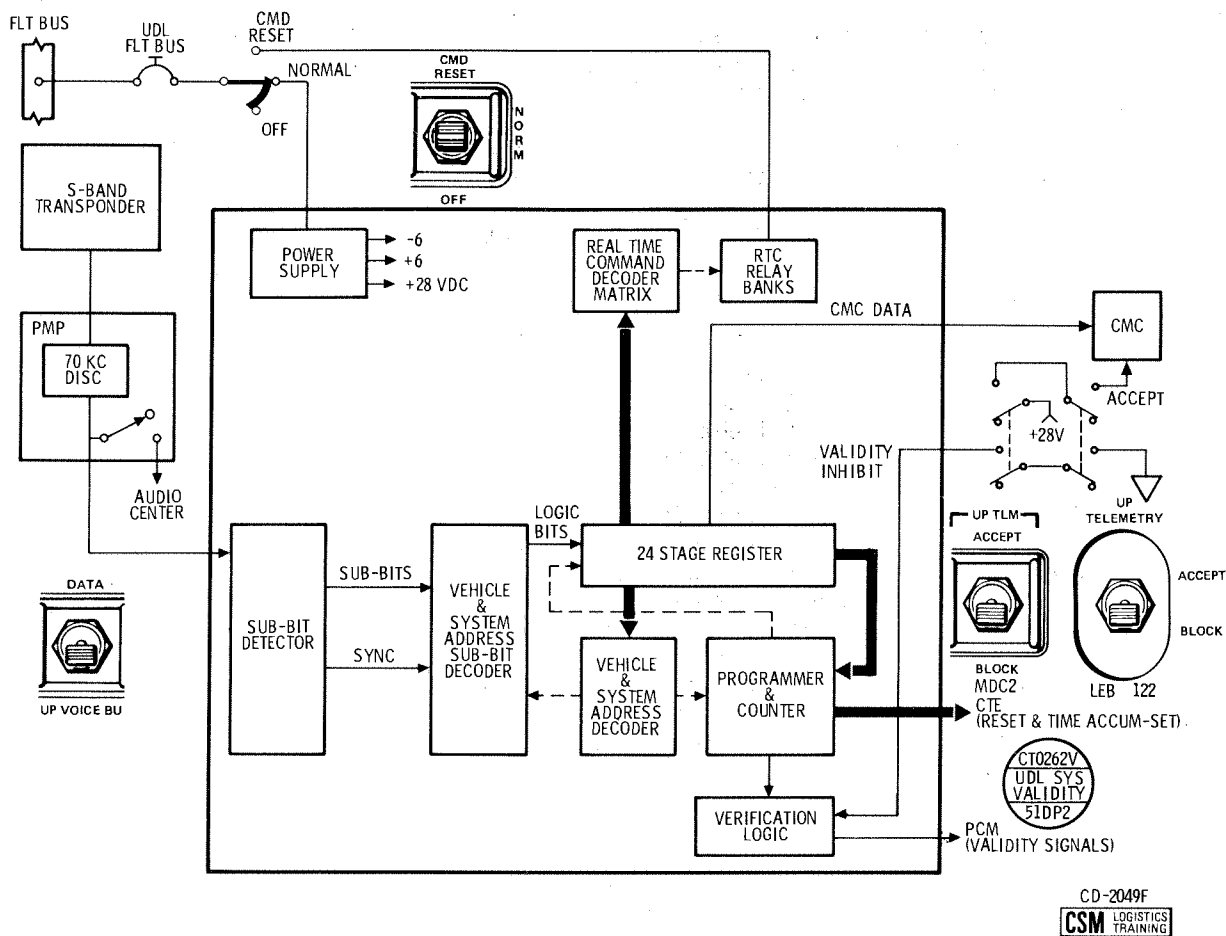 FLT BUS
UDL
FLT BUS
CMD
RESET
NORMAL
OFF
CMD
RESET
NORM
OFF
S-BAND
TRANSPONDER
POWER
SUPPLY
-6
+6
+28 VDC
REAL TIME
COMMAND
DECODER
MATRIX
RTC
RELAY
BANKS
CMC DATA
CMC
ACCEPT
+28V
PMP
70 KC
DISC
AUDIO
CENTER
VALIDITY
INHIBIT
UP TLM
ACCEPT
UP
TELEMETRY
ACCEPT
BLOCK
LEB 122
BLOCK
MDC2
DATA
UP VOICE BU
SUB-BIT
DETECTOR
SUB-BITS
SYNC
VEHICLE
&
SYSTEM
ADDRESS
SUB-BIT
DECODER
LOGIC
BITS
24 STAGE REGISTER
VEHICLE
&
SYSTEM
ADDRESS
DECODER
PROGRAMMER
&
COUNTER
CTE
(RESET & TIME ACCUM-SET)
VERIFICATION
LOGIC
CT0262V
UDL SYS
VALIDITY
51DP2
PCM
(VALIDITY SIGNALS)
CD-2049F
CSM LOGISTICS
TRAINING